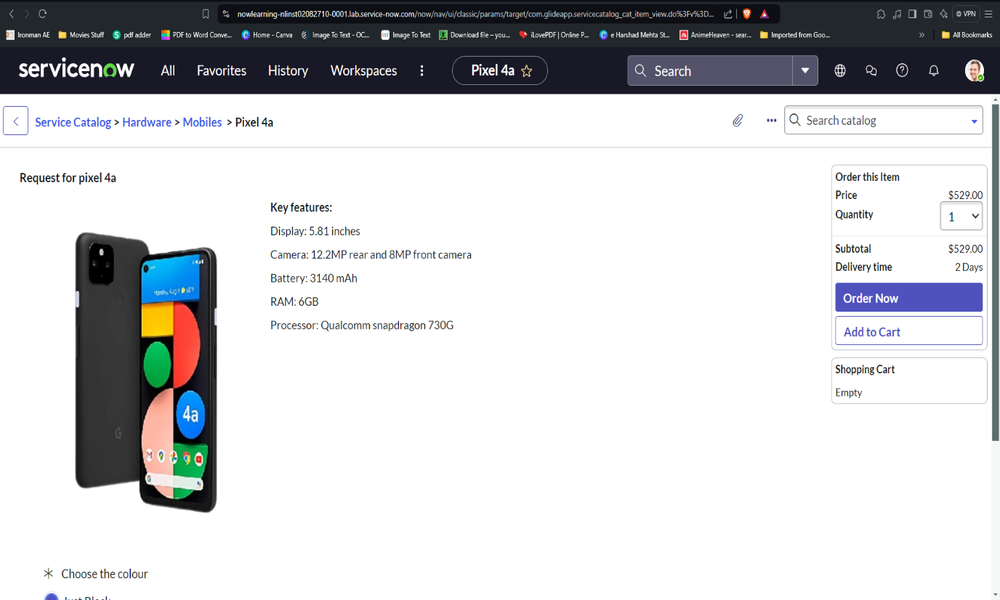 nowlearning-nlinst02082710-0001.lab.service-now.com/now/nav/ui/classic/params/target/com.glideapp.servicecatalog_cat_item_view.do%3Fv%3D...
VPN
Ironman AE Movies Stuff pdf adder PDF to Word Conve... Home - Canva Image To Text - OC... Image To Text Download file – you... iLovePDF | Online P... e Harshad Mehta St... AnimeHeaven - sear... Imported from Goo... » All Bookmarks
servicenow All Favorites History Workspaces Pixel 4a Search
Service Catalog > Hardware > Mobiles > Pixel 4a Search catalog
Request for pixel 4a
Key features:
Display: 5.81 inches
Camera: 12.2MP rear and 8MP front camera
Battery: 3140 mAh
RAM: 6GB
Processor: Qualcomm snapdragon 730G
4a
Order this Item
Price $529.00
Quantity 1
Subtotal $529.00
Delivery time 2 Days
Order Now
Add to Cart
Shopping Cart
Empty
Choose the colour
Just Black